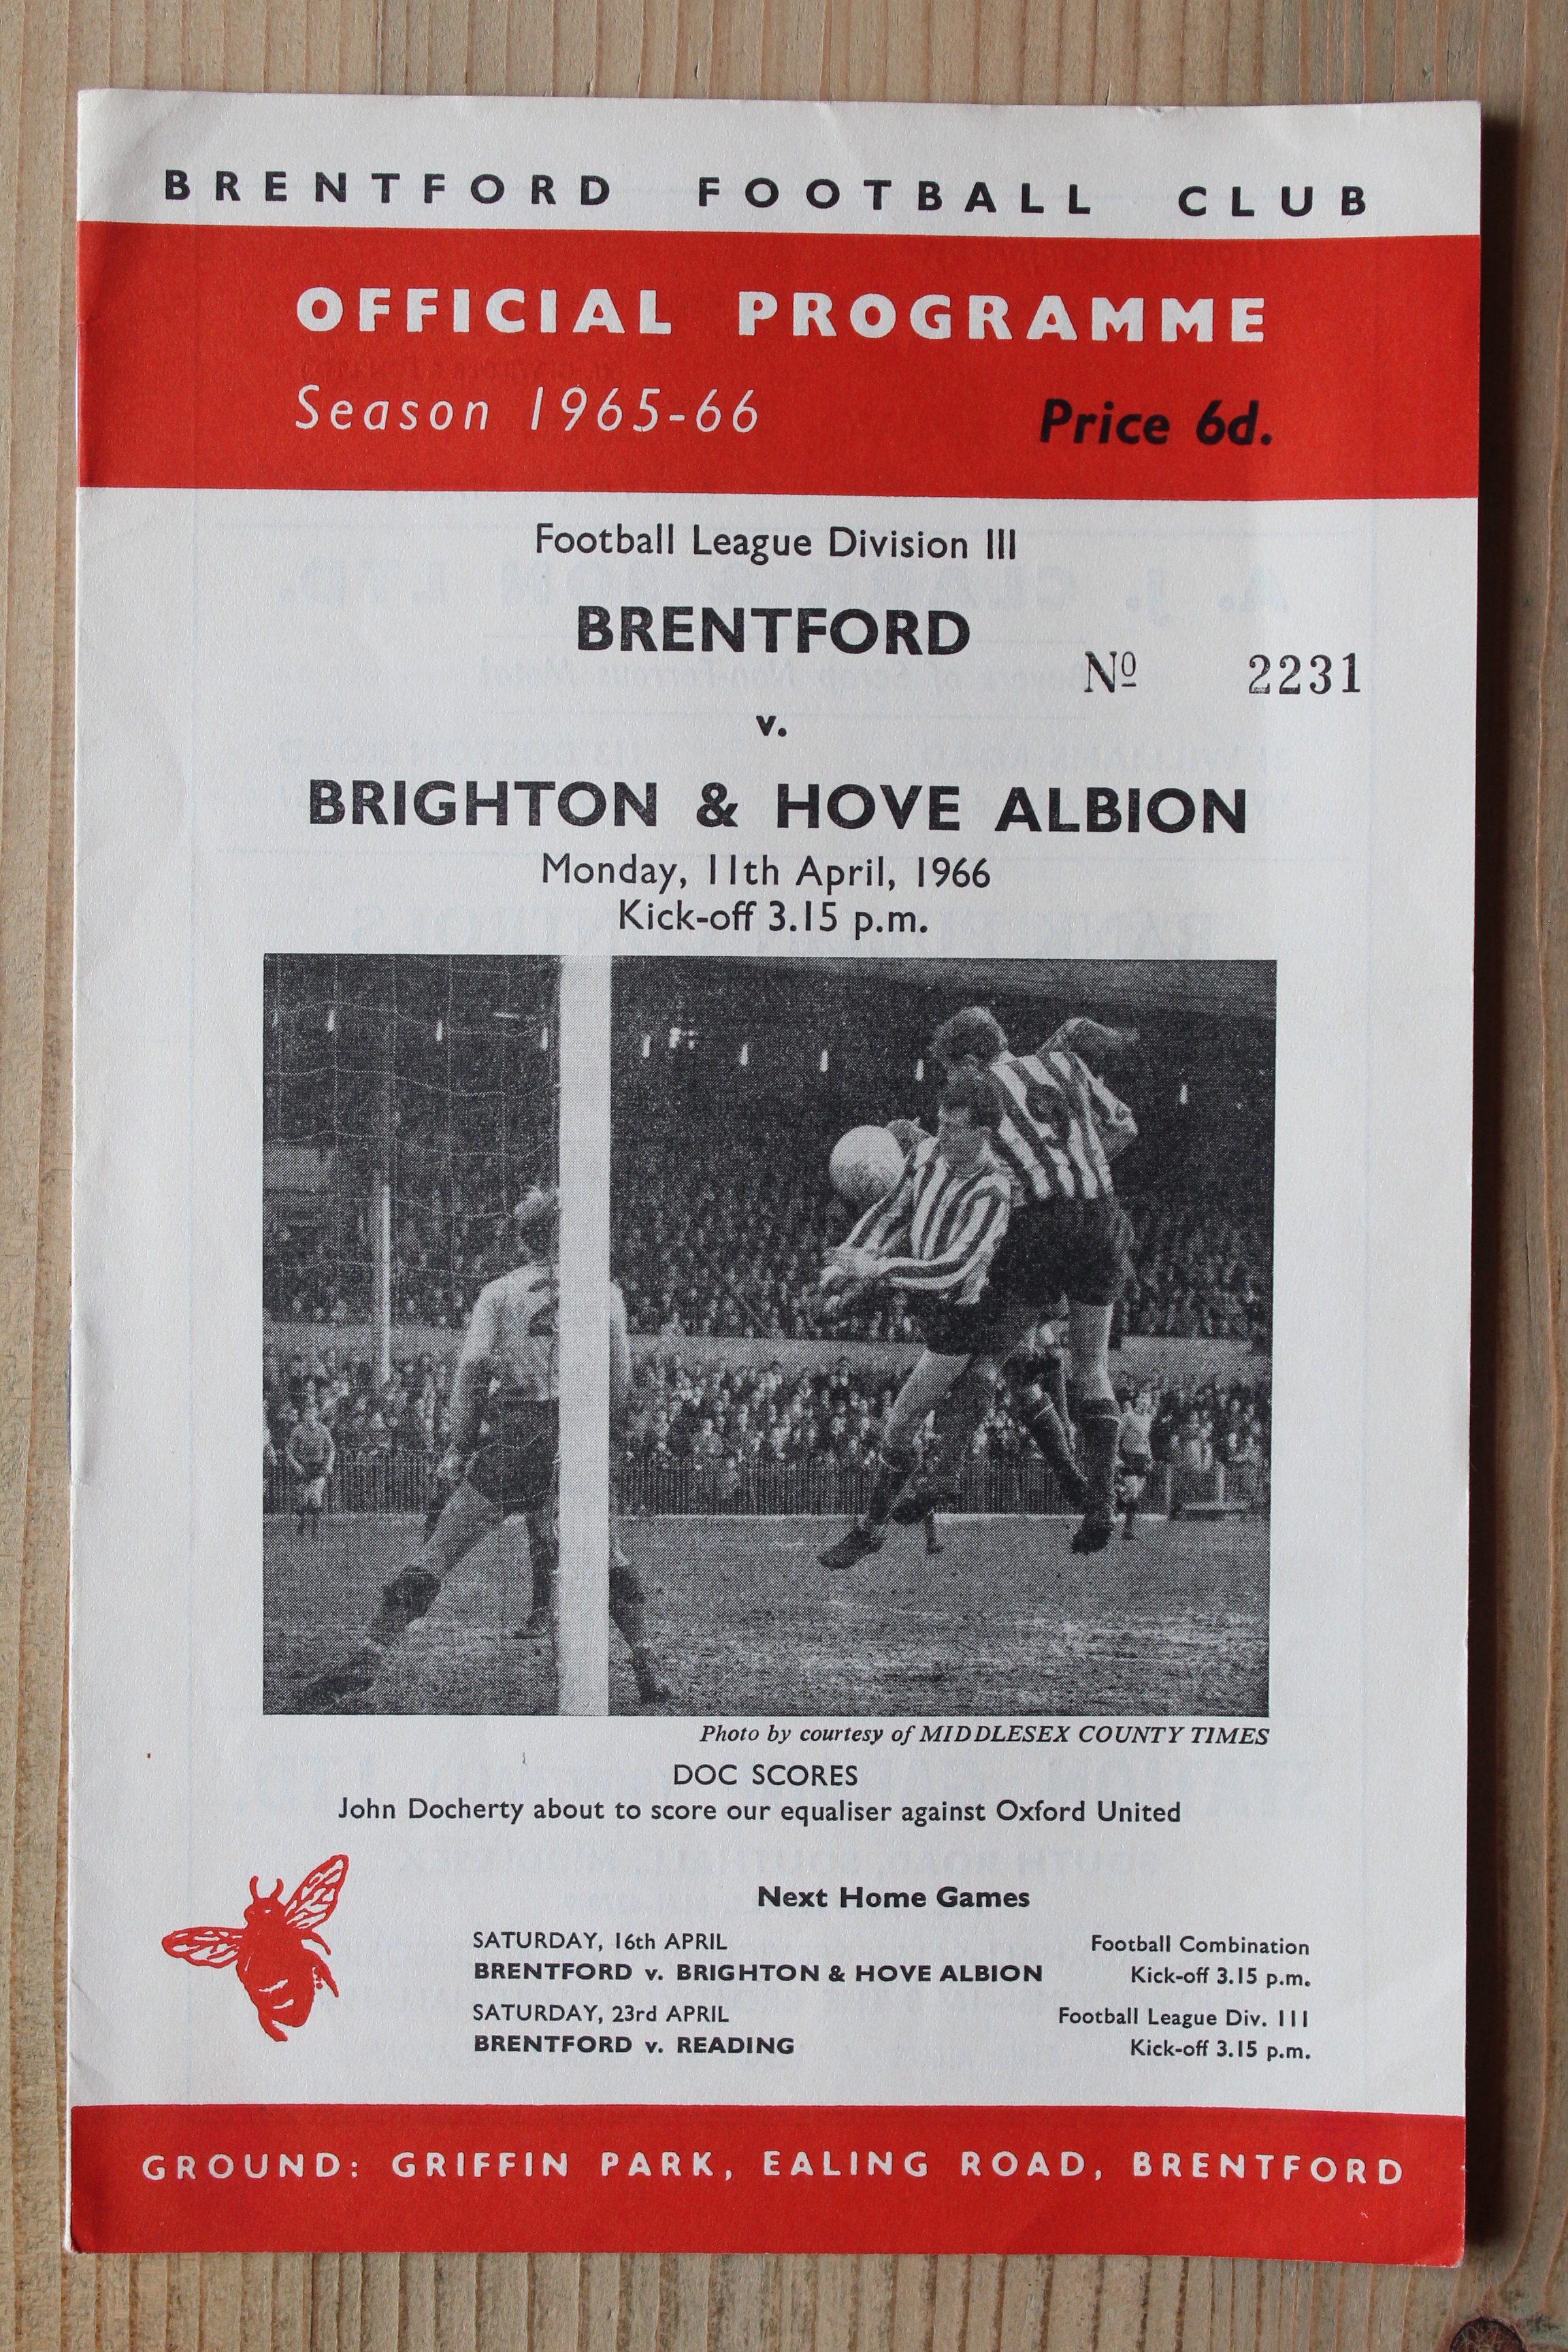 BRENTFORD FOOTBALL CLUB
OFFICIAL PROGRAMME
Season 1965-66
Price 6d.
Football League Division III
BRENTFORD
Nº 2231
v.
BRIGHTON & HOVE ALBION
Monday, 11th April, 1966
Kick-off 3.15 p.m.
Photo by courtesy of MIDDLESEX COUNTY TIMES
DOC SCORES
John Docherty about to score our equaliser against Oxford United
Next Home Games
SATURDAY, 16th APRIL
Football Combination
BRENTFORD v. BRIGHTON & HOVE ALBION
Kick-off 3.15 p.m.
SATURDAY, 23rd APRIL
Football League Div. III
BRENTFORD v. READING
Kick-off 3.15 p.m.
GROUND: GRIFFIN PARK, EALING ROAD, BRENTFORD